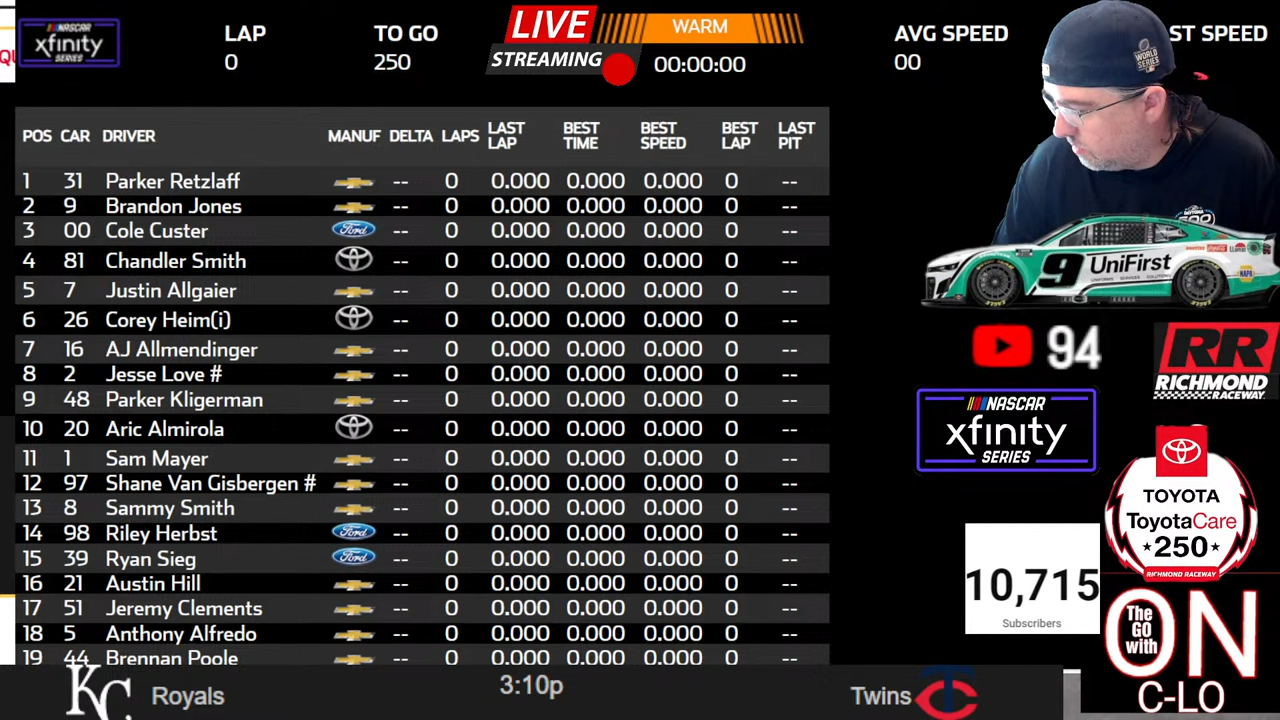 NASCAR
xfinity
SERIES
LAP
0
TO GO
250
LIVE
STREAMING
WARM
00:00:00
AVG SPEED
00
ST SPEED
WORLD
SERIES
POS CAR DRIVER MANUF DELTA LAPS LAST LAP BEST TIME BEST SPEED BEST LAP LAST PIT
1 31 Parker Retzlaff -- 0 0.000 0.000 0.000 0 --
2 9 Brandon Jones -- 0 0.000 0.000 0.000 0 --
3 00 Cole Custer Ford -- 0 0.000 0.000 0.000 0 --
4 81 Chandler Smith -- 0 0.000 0.000 0.000 0 --
5 7 Justin Allgaier -- 0 0.000 0.000 0.000 0 --
6 26 Corey Heim(i) -- 0 0.000 0.000 0.000 0 --
7 16 AJ Allmendinger -- 0 0.000 0.000 0.000 0 --
8 2 Jesse Love # -- 0 0.000 0.000 0.000 0 --
9 48 Parker Kligerman -- 0 0.000 0.000 0.000 0 --
10 20 Aric Almirola -- 0 0.000 0.000 0.000 0 --
11 1 Sam Mayer -- 0 0.000 0.000 0.000 0 --
12 97 Shane Van Gisbergen # -- 0 0.000 0.000 0.000 0 --
13 8 Sammy Smith -- 0 0.000 0.000 0.000 0 --
14 98 Riley Herbst Ford -- 0 0.000 0.000 0.000 0 --
15 39 Ryan Sieg Ford -- 0 0.000 0.000 0.000 0 --
16 21 Austin Hill -- 0 0.000 0.000 0.000 0 --
17 51 Jeremy Clements -- 0 0.000 0.000 0.000 0 --
18 5 Anthony Alfredo -- 0 0.000 0.000 0.000 0 --
19 44 Brennan Poole -- 0 0.000 0.000 0.000 0 --
9 UniFirst
NAPA
94
RR
RICHMOND
RACEWAY
NASCAR
xfinity
SERIES
TOYOTA
ToyotaCare
250
RICHMOND RACEWAY
10,715
Subscribers
The
GO
with
ON
C-LO
KC Royals
3:10p
Twins C